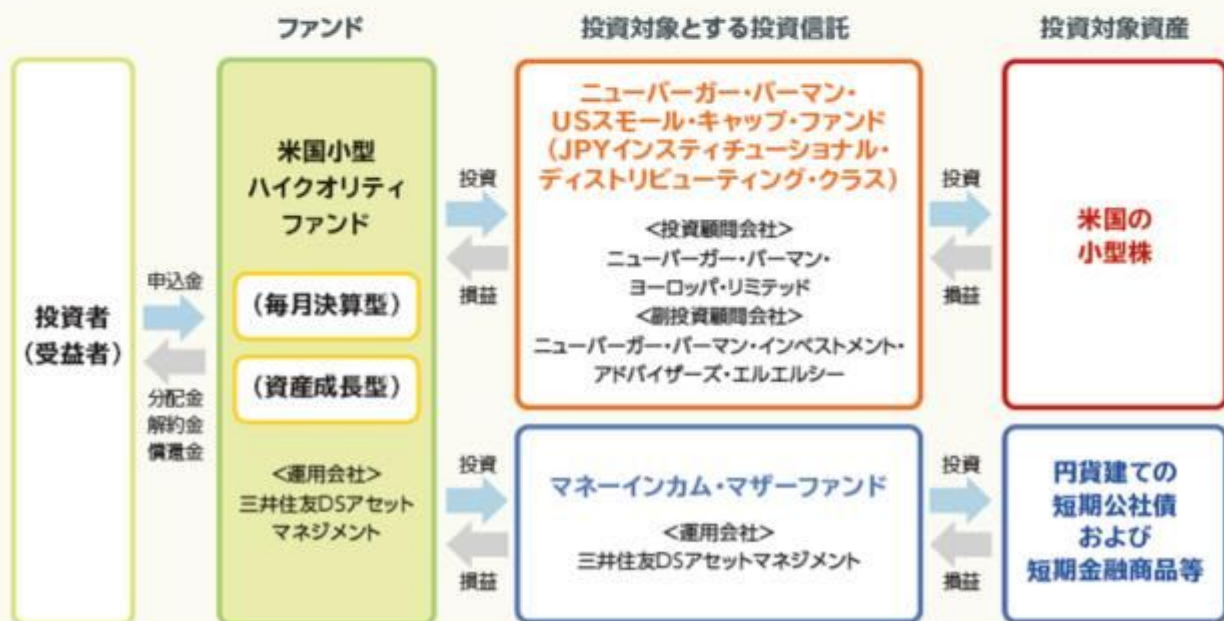 ファンド
投資対象とする投資信託
投資対象資産
投資者
(受益者)
申込金
分配金
解約金
償還金
米国小型
ハイクオリティ
ファンド
(毎月決算型)
(資産成長型)
<運用会社>
三井住友DSアセット
マネジメント
投資
損益
ニューバーガー・バーマン・
USスモール・キャップ・ファンド
(JPYインスティチューショナル・
ディストリビューティング・クラス)
<投資顧問会社>
ニューバーガー・バーマン・
ヨーロッパ・リミテッド
<副投資顧問会社>
ニューバーガー・バーマン・インベストメント・
アドバイザーズ・エルエルシー
投資
損益
米国の
小型株
投資
損益
マネーインカム・マザーファンド
<運用会社>
三井住友DSアセットマネジメント
投資
損益
円貨建ての
短期公社債
および
短期金融商品等